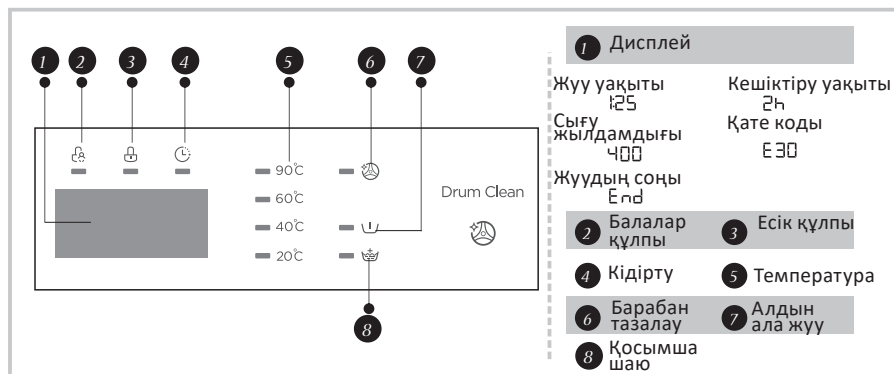 1 2 3 4 5 6 7
90℃
60℃
40℃
20℃
Drum Clean
8
1 Дисплей
Жуу уақыты
1:25
Кешіктіру уақыты
2h
Сығу
жылдамдығы
400
Қате коды
E30
Жуудың соңы
End
2 Балалар
құлпы
3 Есік құлпы
4 Кідірту
5 Температура
6 Барабан
тазалау
7 Алдын
ала жуу
8 Қосымша
шаю